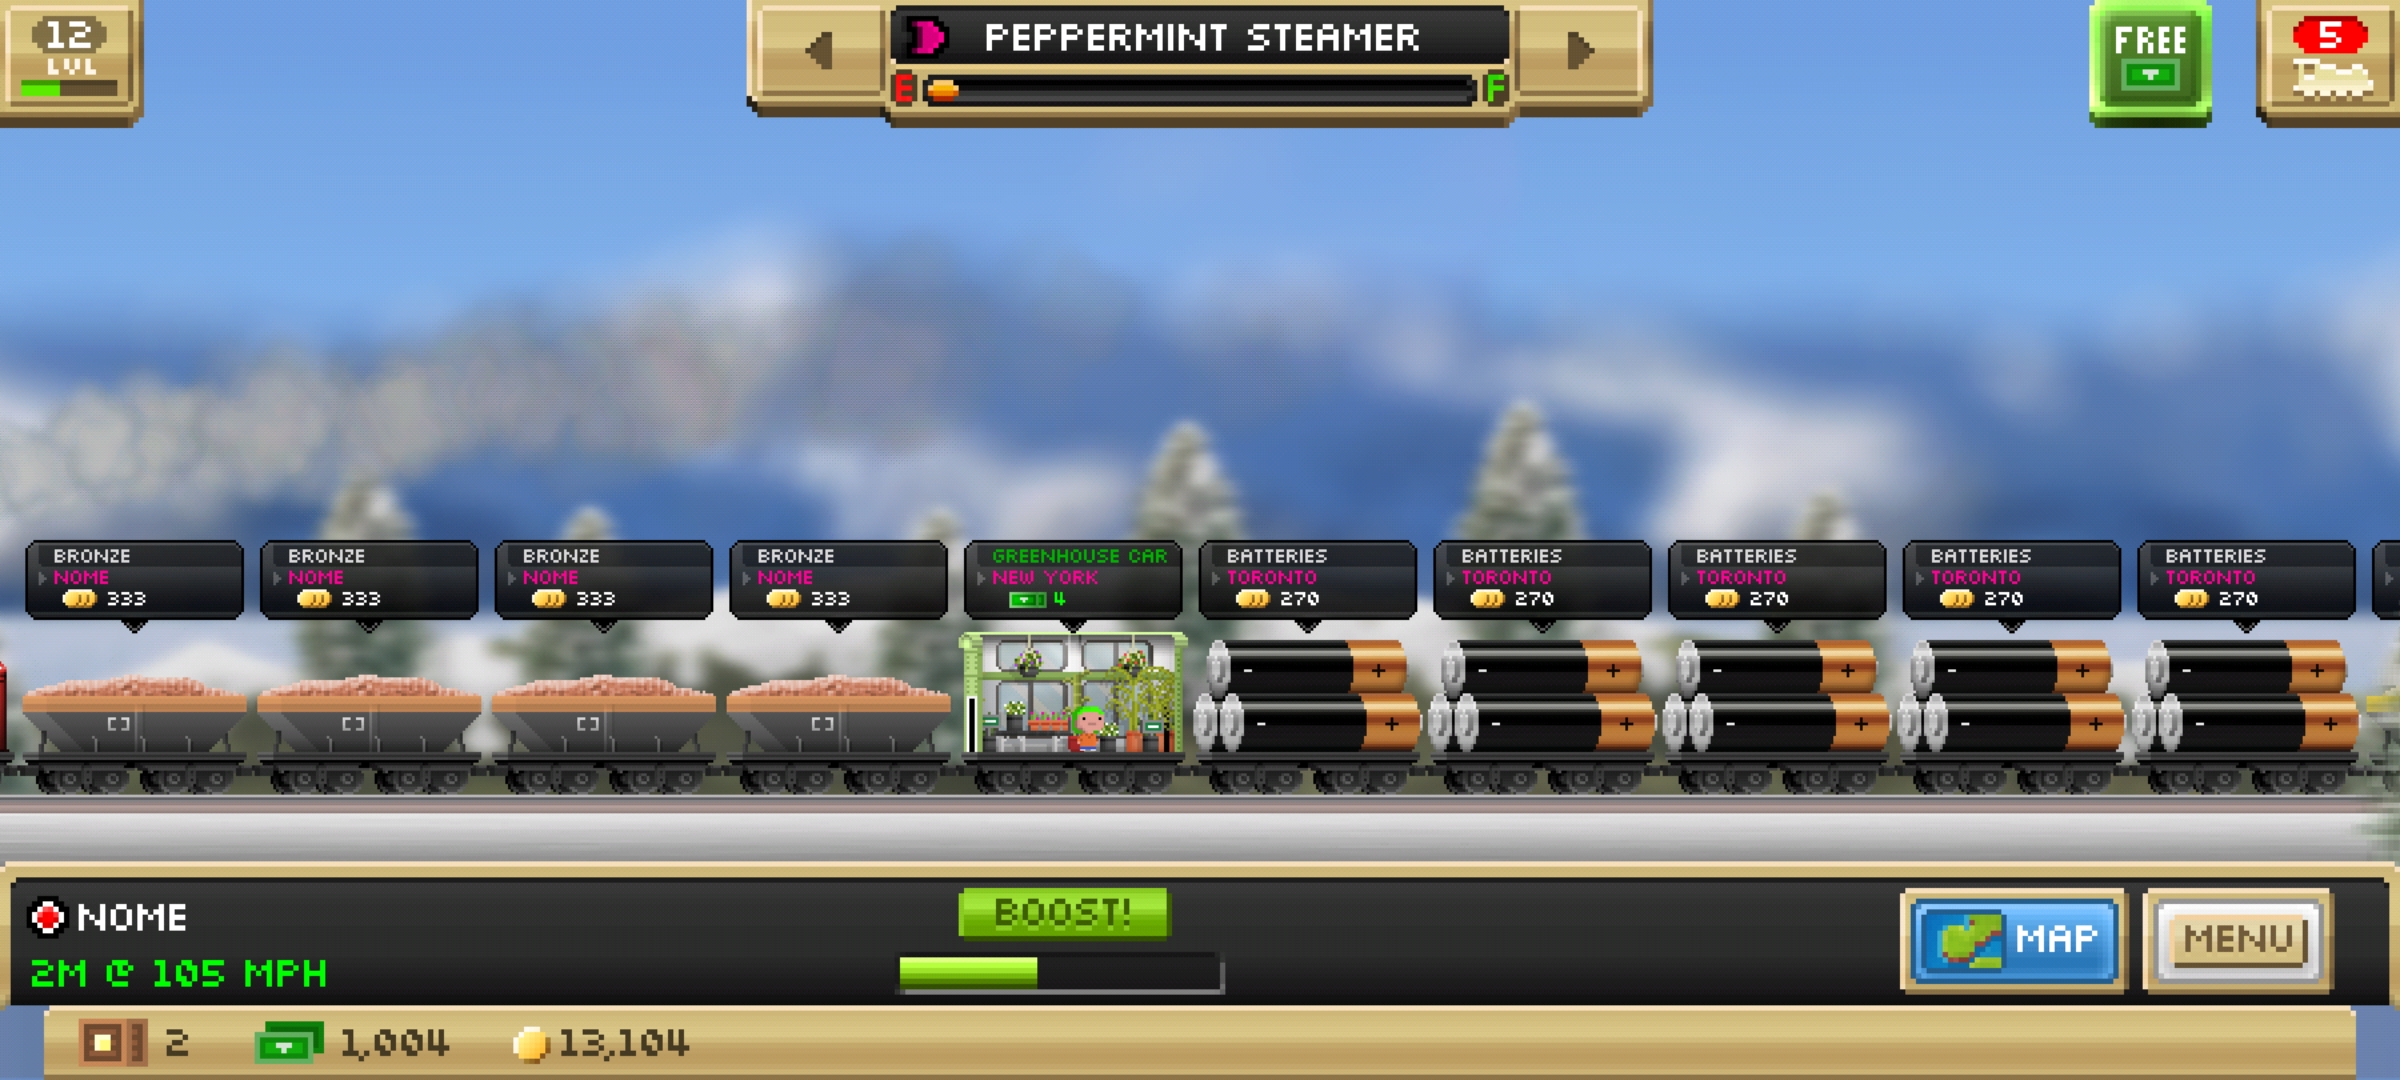 12
LVL
PEPPERMINT STEAMER
E
F
FREE
5
BRONZE
NOME
333
BRONZE
NOME
333
BRONZE
NOME
333
BRONZE
NOME
333
GREENHOUSE CAR
NEW YORK
4
BATTERIES
TORONTO
270
BATTERIES
TORONTO
270
BATTERIES
TORONTO
270
BATTERIES
TORONTO
270
BATTERIES
TORONTO
270
NOME
2M @ 105 MPH
BOOST!
MAP
MENU
2
1,004
13,104